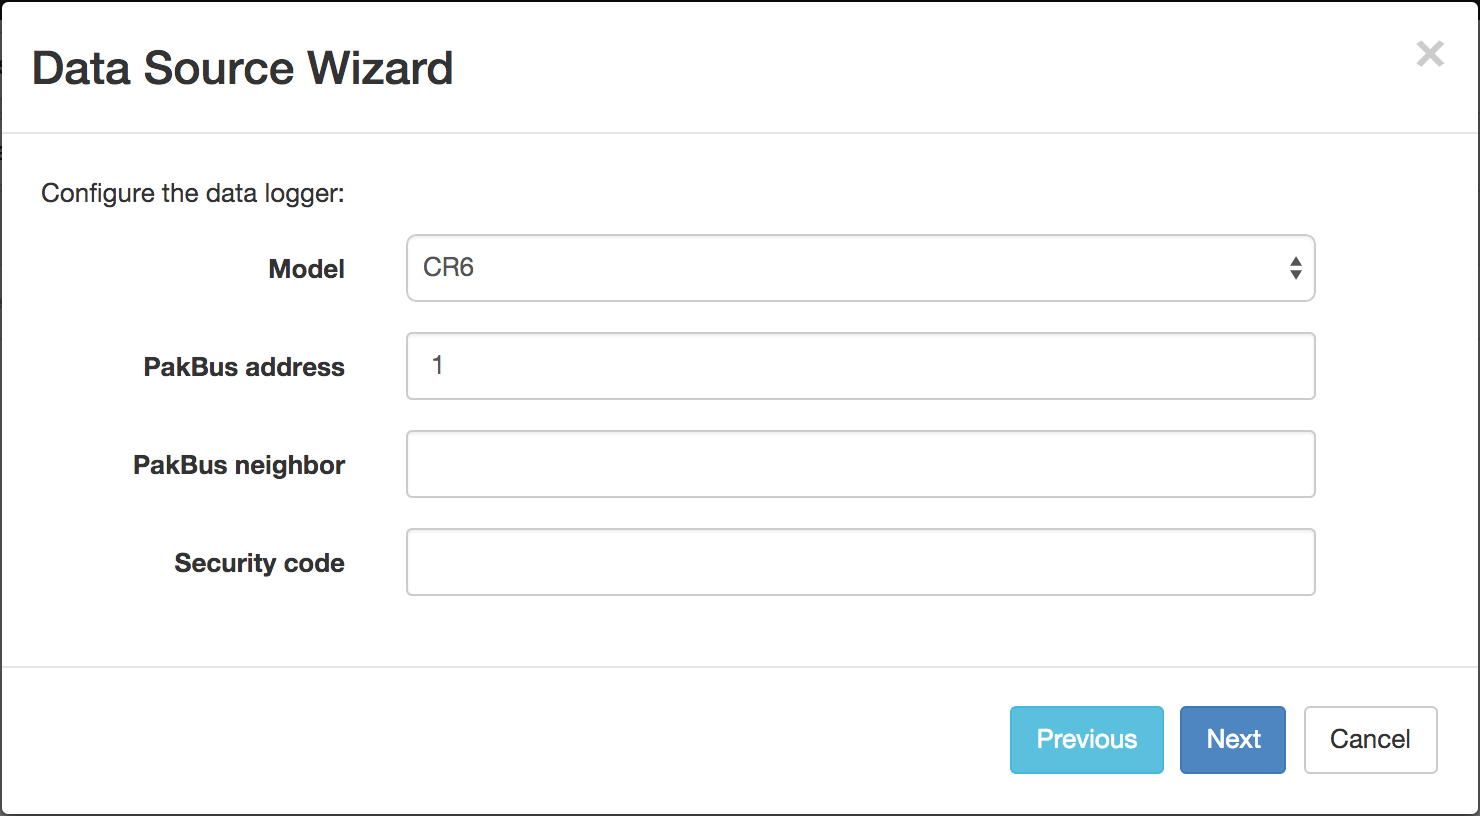 Data Source Wizard
×
Configure the data logger:
Model
CR6
PakBus address
1
PakBus neighbor
Security code
Previous
Next
Cancel